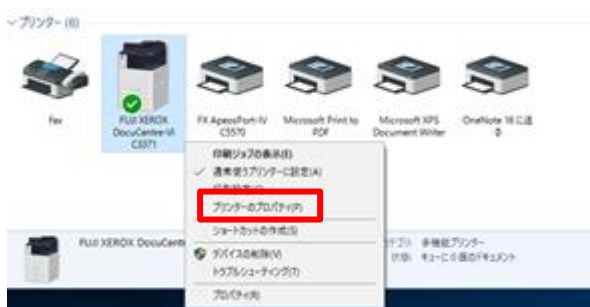 プリンター (6)
Fax
FUJI XEROX
DocuCentre-VI
C3371
FX ApeosPort-IV
C5570
Microsoft Print to
PDF
Microsoft XPS
Document Writer
OneNote 16 に送
印刷ジョブの表示(E)
通常使うプリンターに設定(A)
プリンターのプロパティ(P)
ショートカットの作成(S)
デバイスの削除(V)
トラブルシューティング(T)
プロパティ(R)
FUJI XEROX DocuCent
多機能プリンター
状態: キューに 0 個のドキュメント